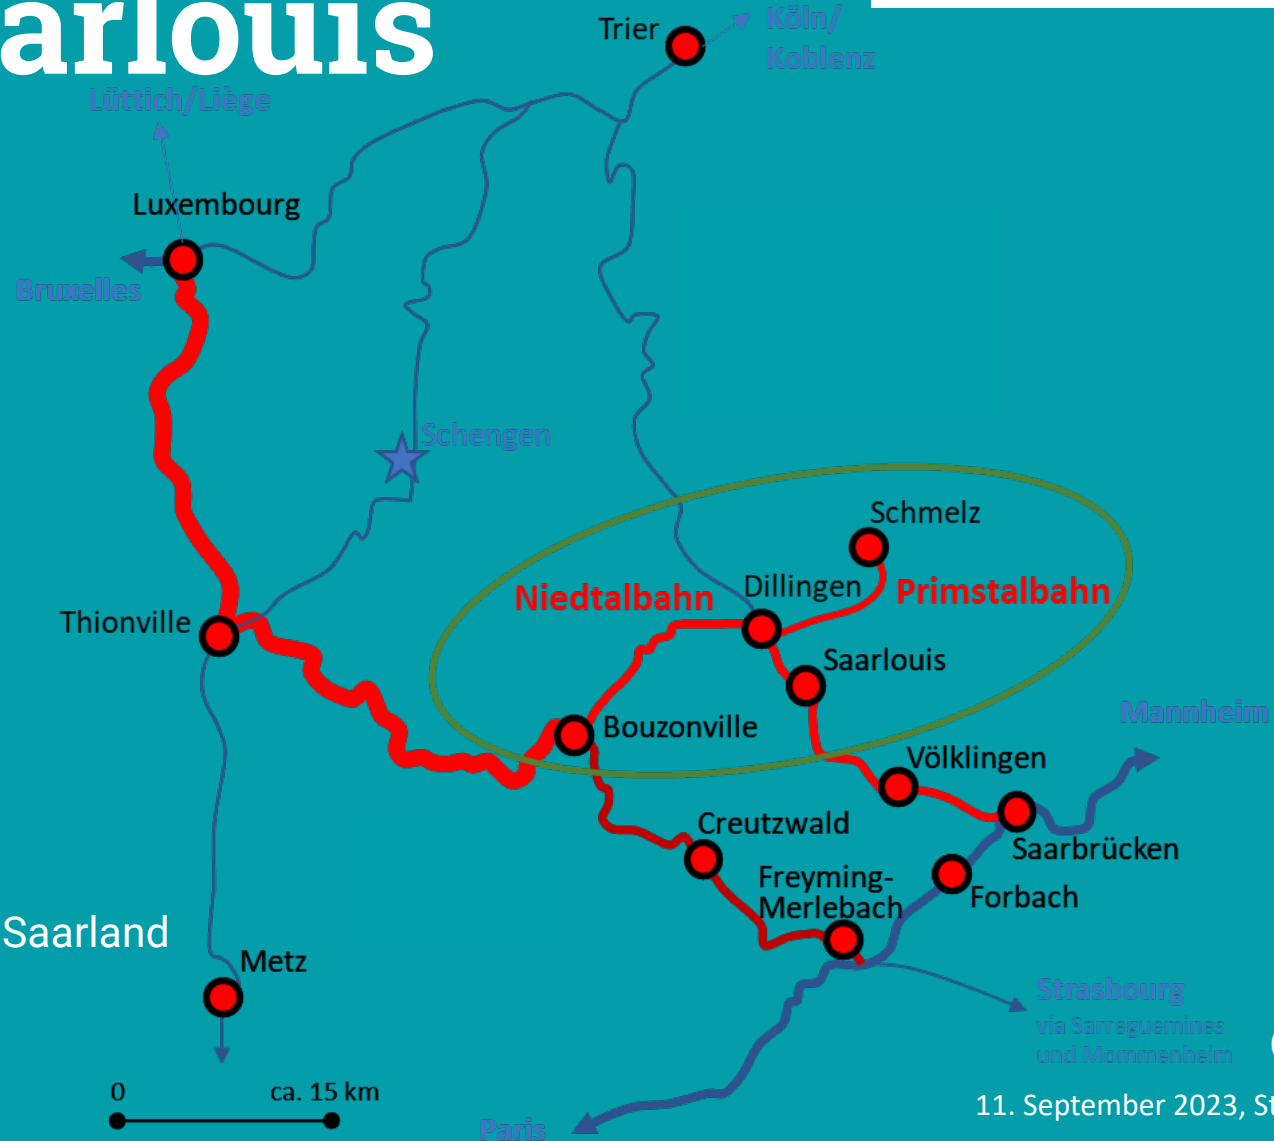 arlouis
Trier
Köln/
Koblenz
Lüttich/Liège
Luxembourg
Bruxelles
Schengen
Schmelz
Dillingen
Niedtalbahn
Primstalbahn
Thionville
Saarlouis
Bouzonville
Mannheim
Völklingen
Creutzwald
Saarbrücken
Freyming-
Merlebach
Forbach
Saarland
Metz
Strasbourg
via Sarreguemines
und Mommenheim
0
ca. 15 km
11. September 2023, St
Paris